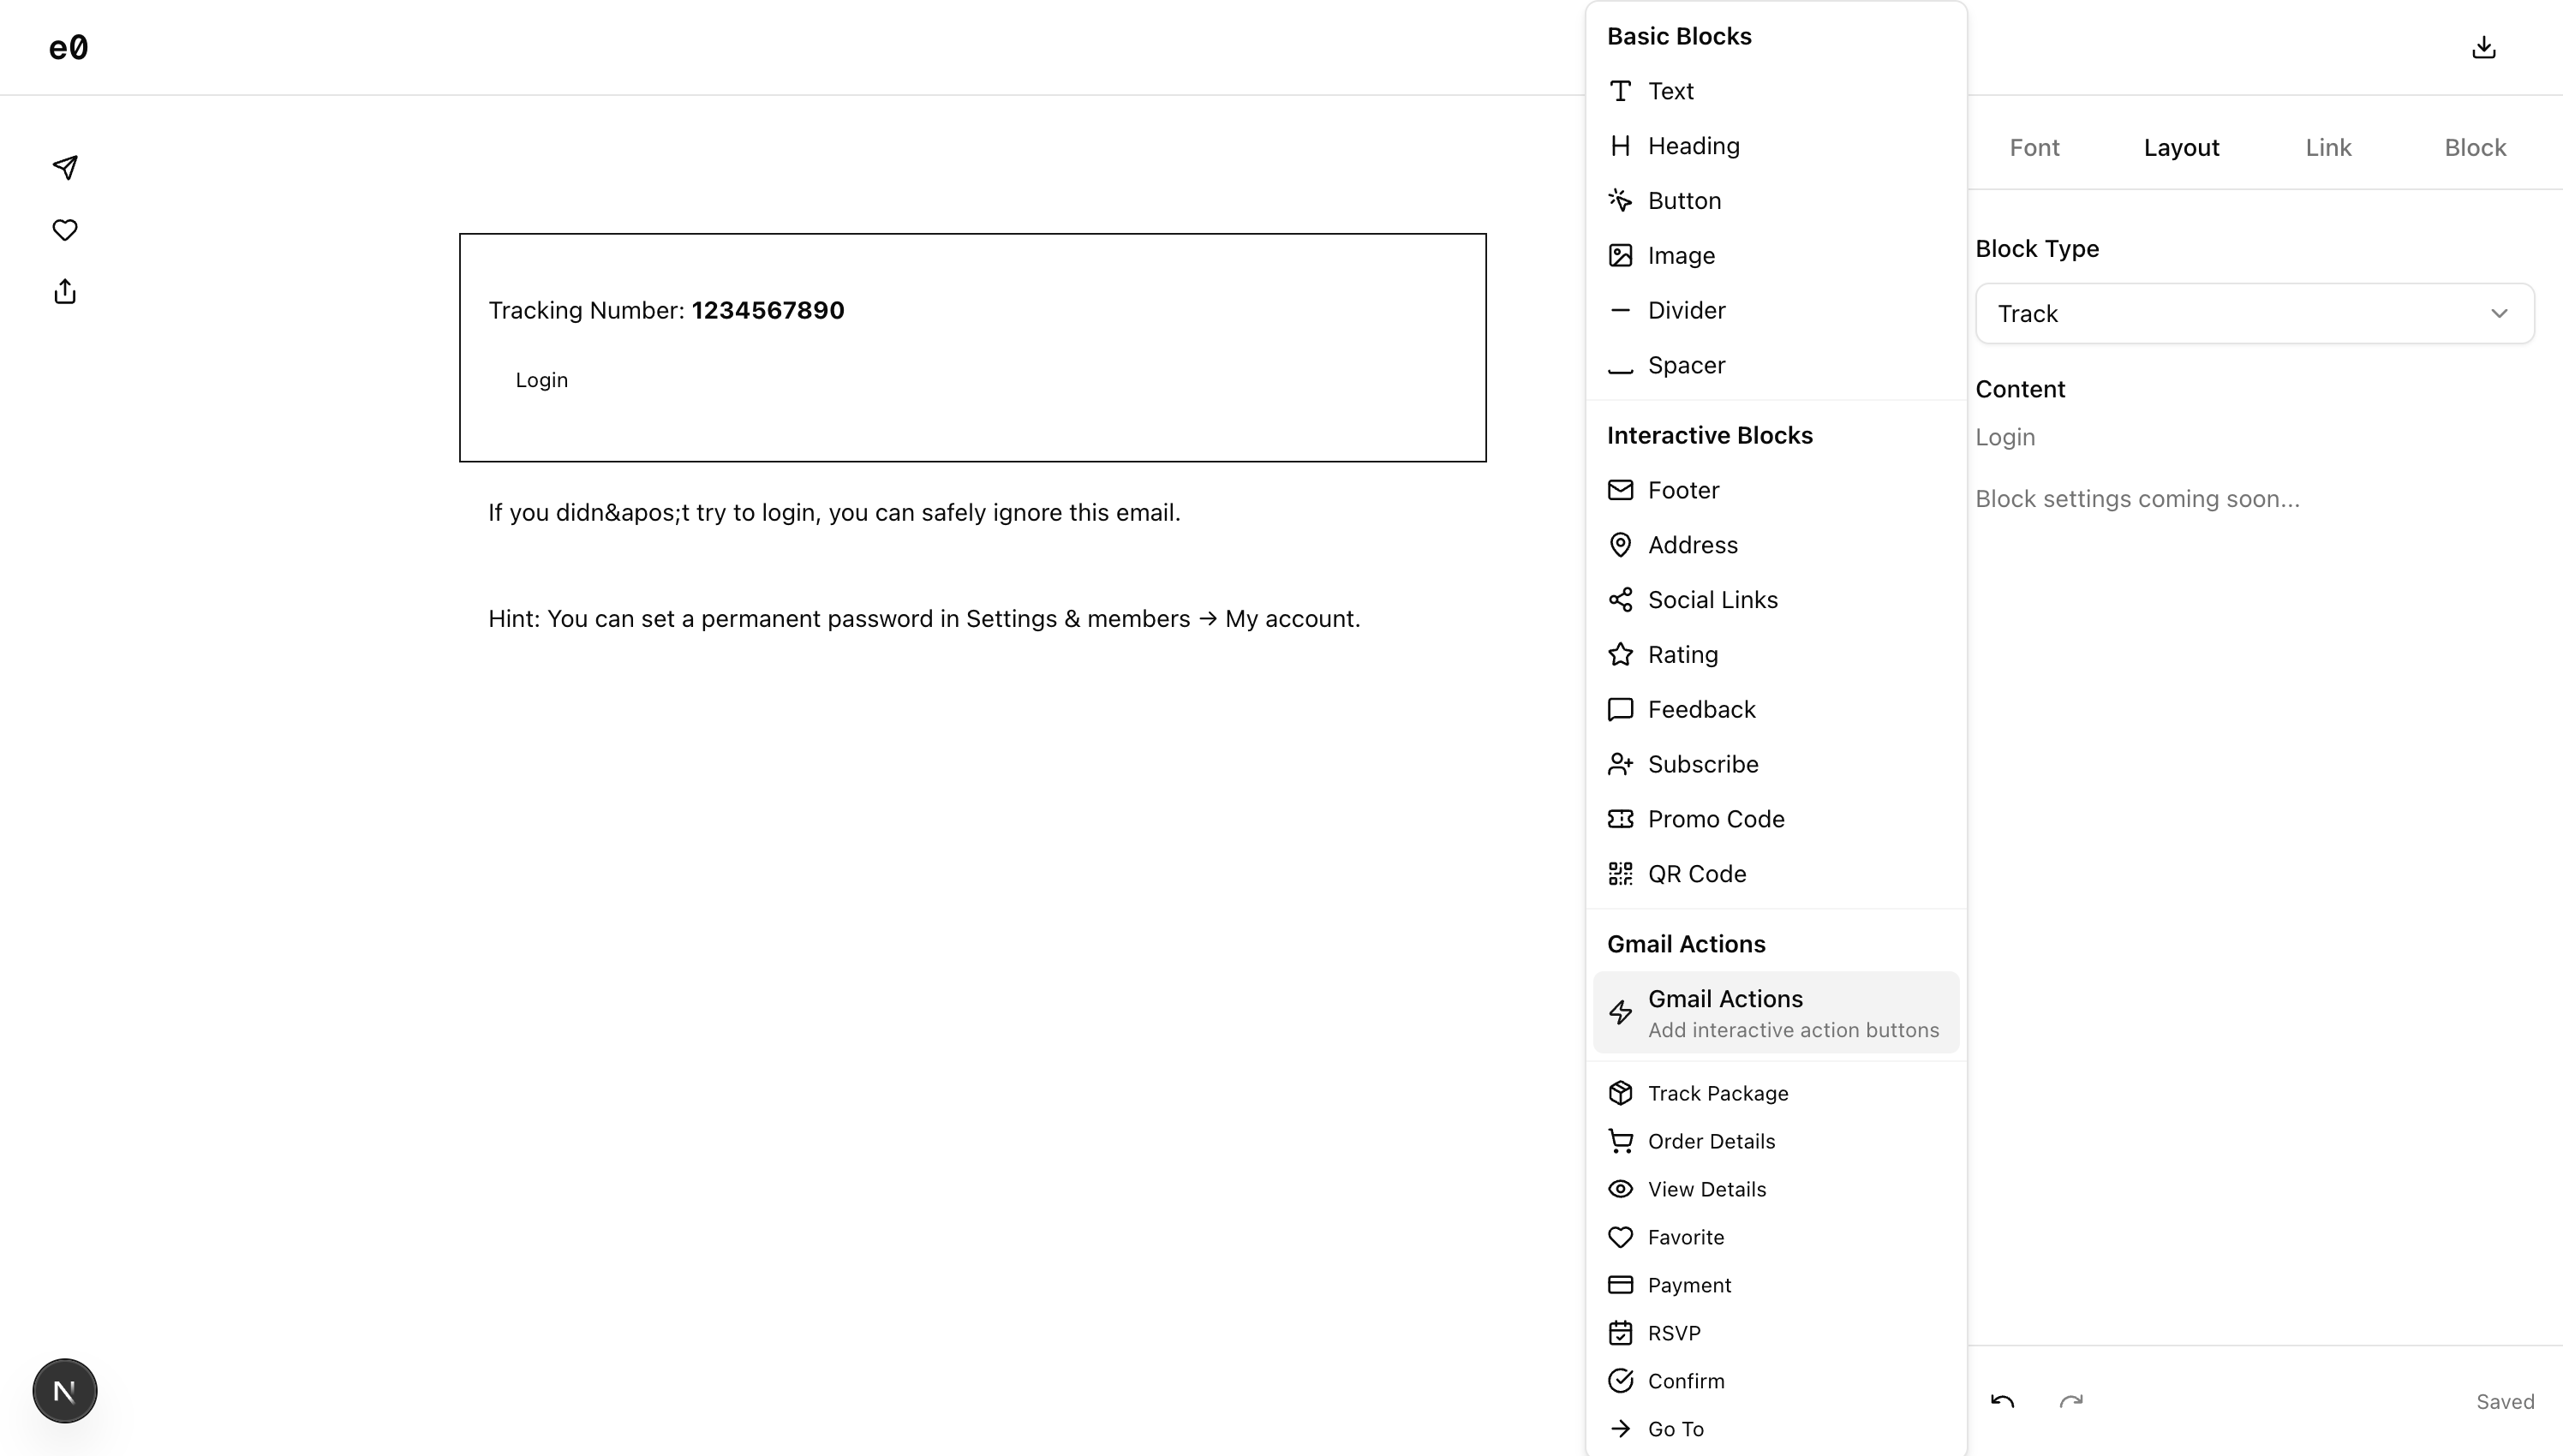 e0
Tracking Number: 1234567890
Login
If you didn&apos;t try to login, you can safely ignore this email.
Hint: You can set a permanent password in Settings & members → My account.
N
Basic Blocks
Text
Heading
Button
Image
Divider
Spacer
Interactive Blocks
Footer
Address
Social Links
Rating
Feedback
Subscribe
Promo Code
QR Code
Gmail Actions
Gmail Actions
Add interactive action buttons
Track Package
Order Details
View Details
Favorite
Payment
RSVP
Confirm
Go To
Font Layout Link Block
Block Type
Track
Content
Login
Block settings coming soon...
Saved